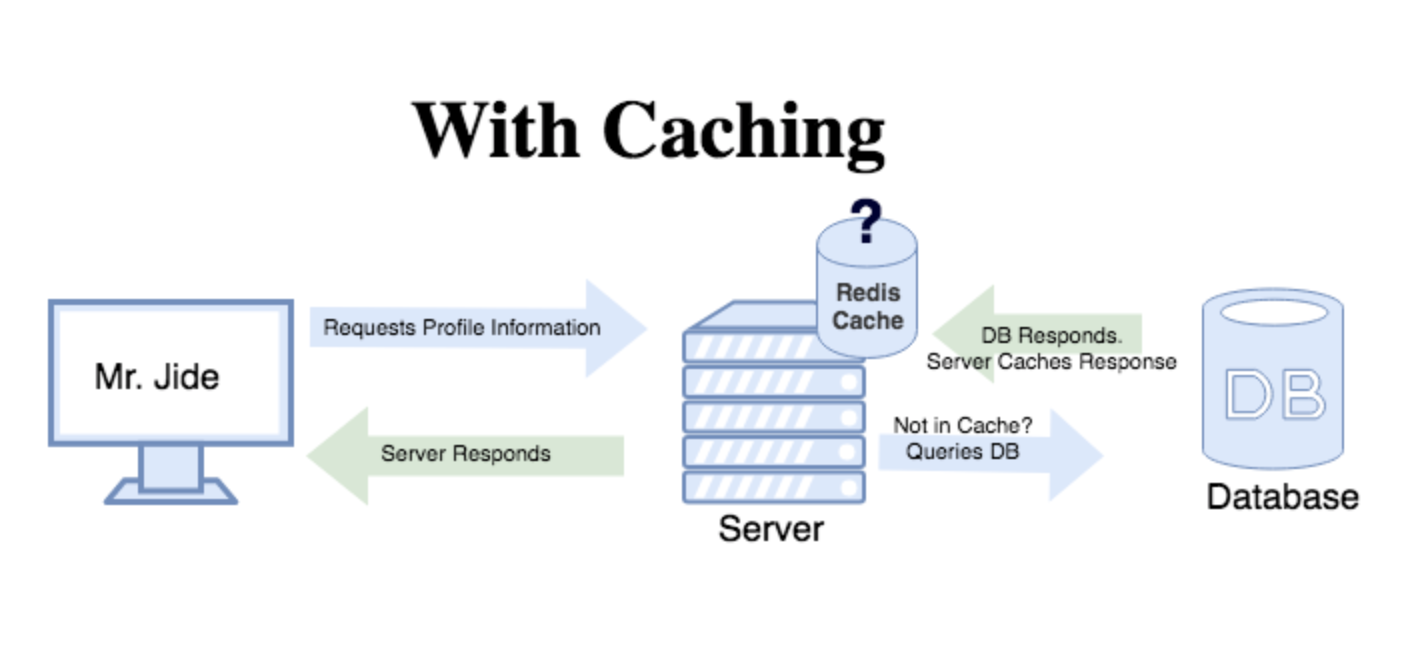 With Caching
?
Redis
Cache
Requests Profile Information
Mr. Jide
Server Responds
DB Responds.
Server Caches Response
Not in Cache?
Queries DB
DB
Server
Database